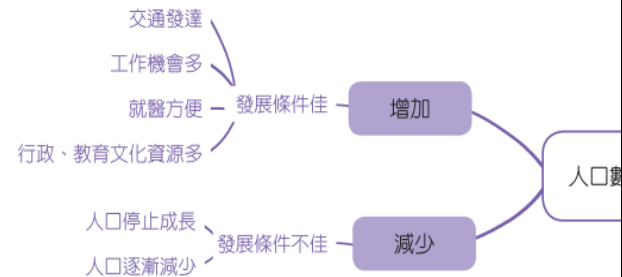 交通發達
工作機會多
就醫方便
行政、教育文化資源多
發展條件佳
增加
人口停止成長
人口逐漸減少
發展條件不佳
減少
人口